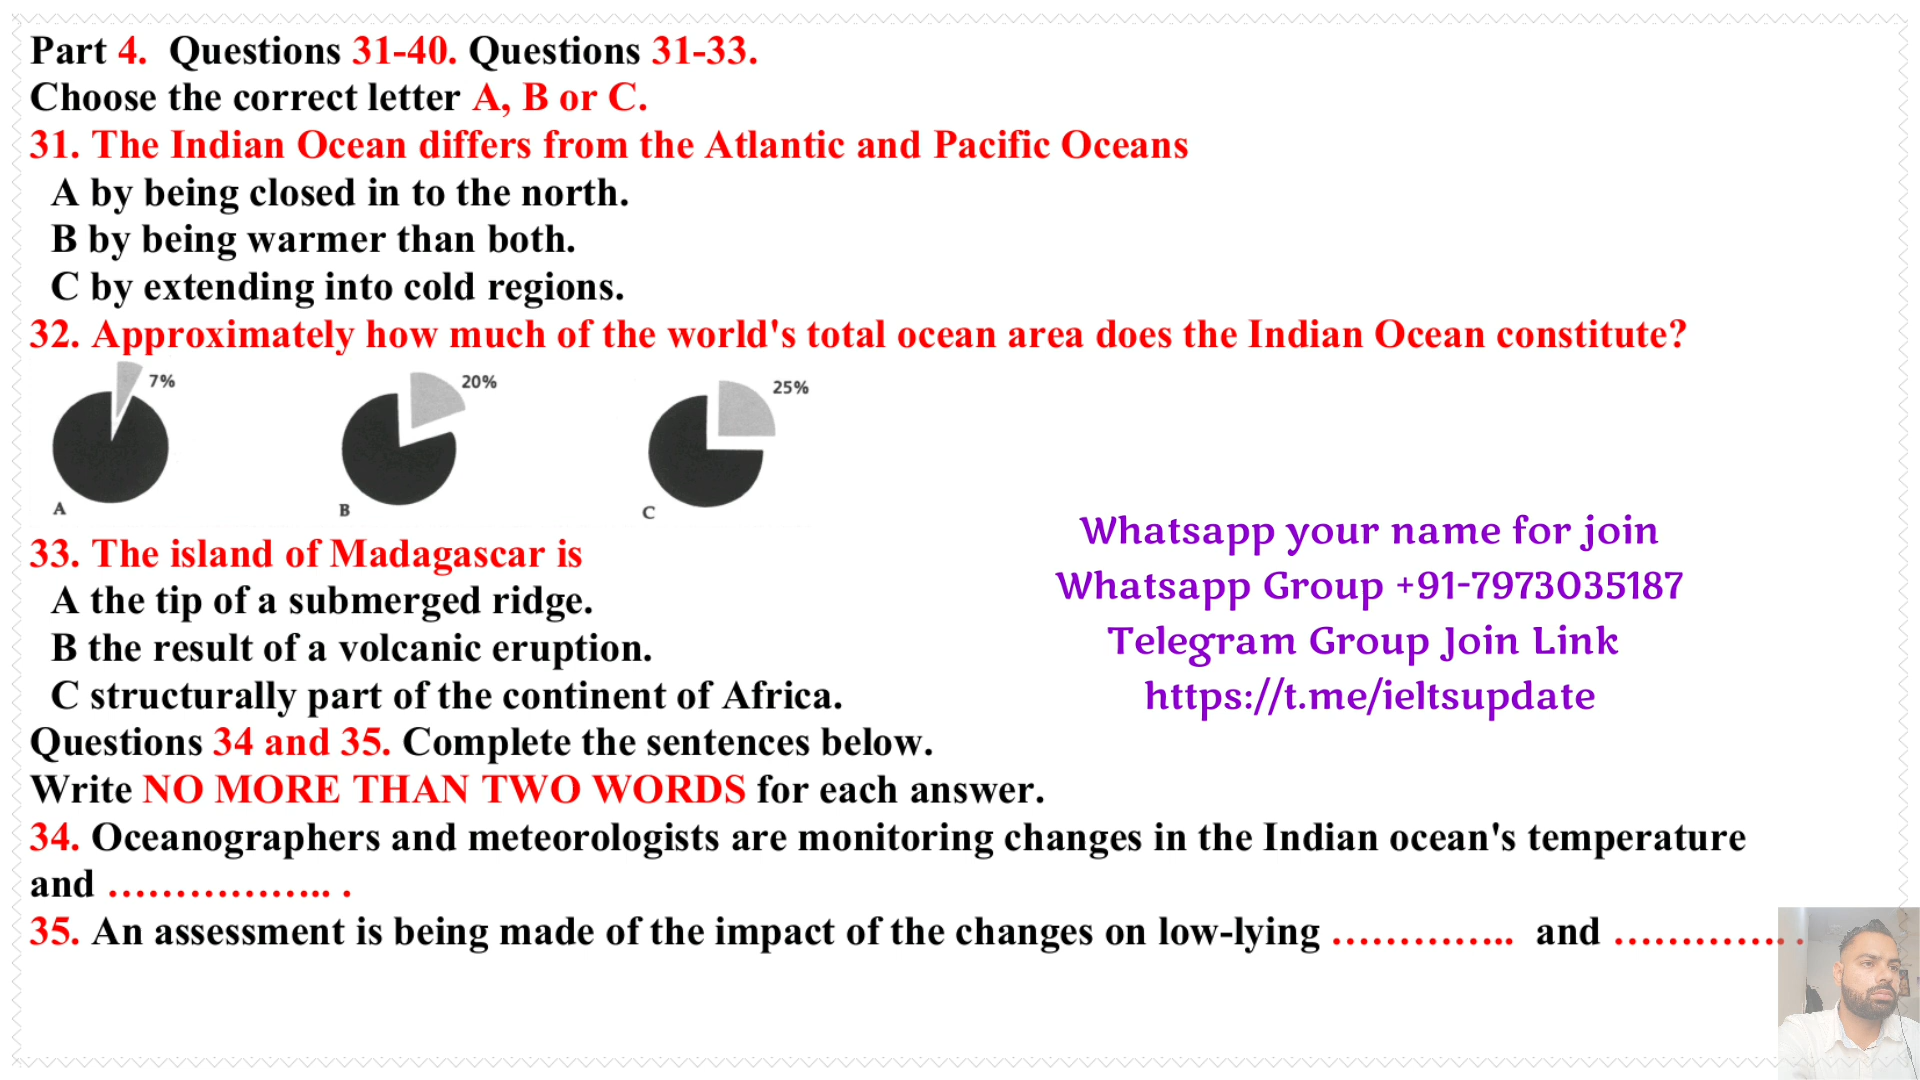 Part 4. Questions 31-40. Questions 31-33.
Choose the correct letter A, B or C.
31. The Indian Ocean differs from the Atlantic and Pacific Oceans
A by being closed in to the north.
B by being warmer than both.
C by extending into cold regions.
32. Approximately how much of the world's total ocean area does the Indian Ocean constitute?
7%
20%
25%
A
B
C
33. The island of Madagascar is
A the tip of a submerged ridge.
B the result of a volcanic eruption.
C structurally part of the continent of Africa.
Whatsapp your name for join
Whatsapp Group +91-7973035187
Telegram Group Join Link
https://t.me/ieltsupdate
Questions 34 and 35. Complete the sentences below.
Write NO MORE THAN TWO WORDS for each answer.
34. Oceanographers and meteorologists are monitoring changes in the Indian ocean's temperature
and …………….. .
35. An assessment is being made of the impact of the changes on low-lying ………….. and …………. .